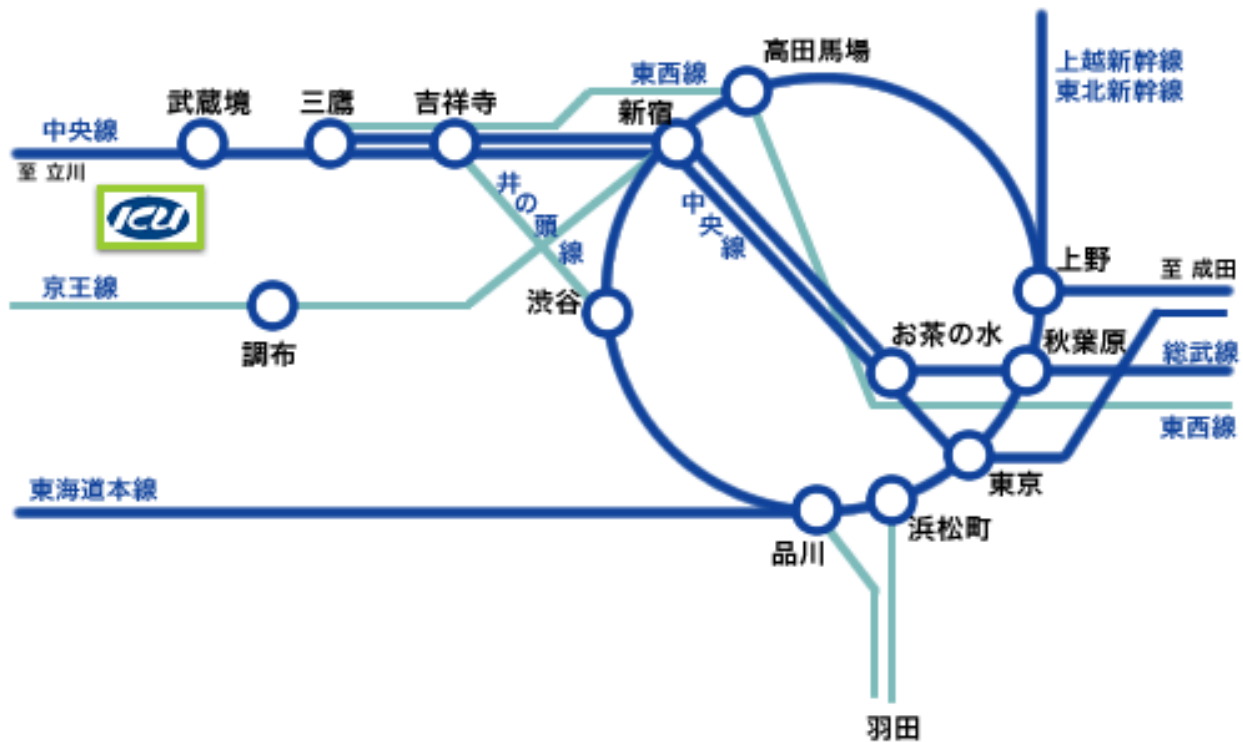 高田馬場
東西線
上越新幹線
東北新幹線
武蔵境
三鷹
吉祥寺
新宿
中央線
至 立川
ICU
井の頭線
中央線
上野
至 成田
京王線
調布
渋谷
お茶の水
秋葉原
総武線
東西線
東海道本線
東京
品川
浜松町
羽田